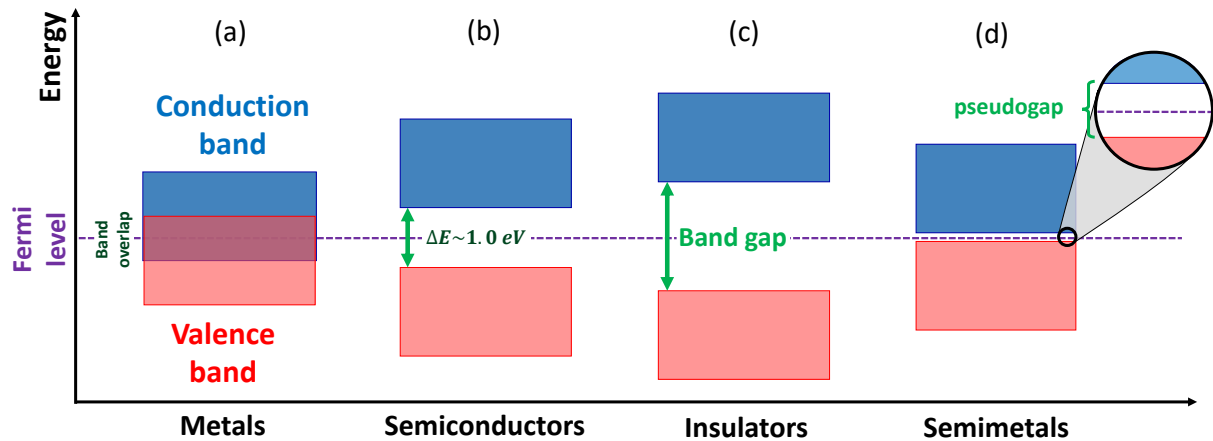 Energy
(a)
(b)
(c)
(d)
Conduction
band
pseudogap
Fermi
level
Band
overlap
ΔE~1.0 eV
Band gap
Valence
band
Metals
Semiconductors
Insulators
Semimetals